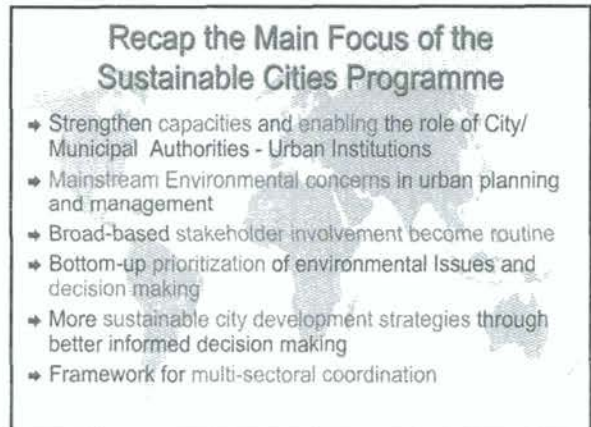 Recap the Main Focus of the
Sustainable Cities Programme
➔ Strengthen capacities and enabling the role of City/
Municipal Authorities - Urban Institutions
➔ Mainstream Environmental concerns in urban planning
and management
➔ Broad-based stakeholder involvement become routine
➔ Bottom-up prioritization of environmental Issues and
decision making
➔ More sustainable city development strategies through
better informed decision making
➔ Framework for multi-sectoral coordination